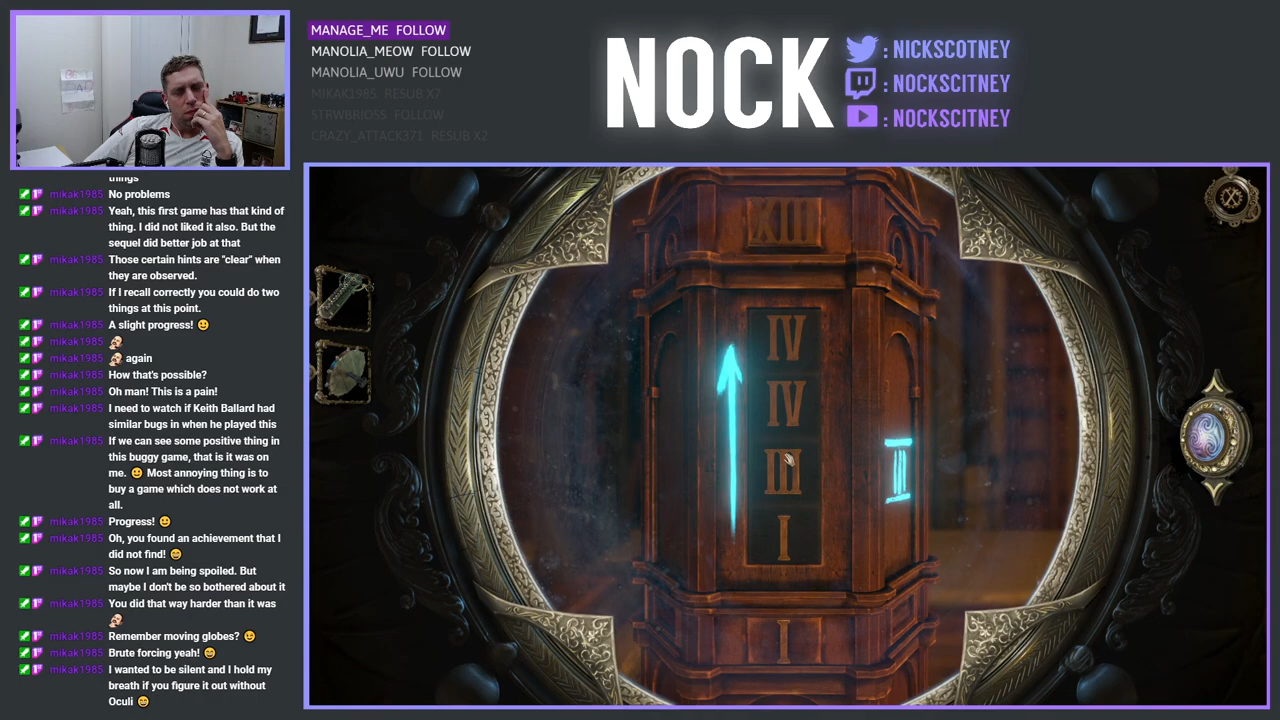 MANAGE_ME FOLLOW
MANOLIA_MEOW FOLLOW
MANOLIA_UWU FOLLOW
MIKAK1985 RESUB X7
STRWBRIOSS FOLLOW
CRAZY_ATTACK371 RESUB X2
NOCK
: NICKSCOTNEY
: NOCKSCITNEY
: NOCKSCITNEY
things
mikak1985 No problems
mikak1985 Yeah, this first game has that kind of
thing. I did not liked it also. But the
sequel did better job at that
mikak1985 Those certain hints are "clear" when
they are observed.
mikak1985 If I recall correctly you could do two
things at this point.
mikak1985 A slight progress! 😃
mikak1985
mikak1985 again
mikak1985 How that's possible?
mikak1985 Oh man! This is a pain!
mikak1985 I need to watch if Keith Ballard had
similar bugs in when he played this
mikak1985 If we can see some positive thing in
this buggy game, that is it was on
me. 😃 Most annoying thing is to
buy a game which does not work at
all.
mikak1985 Progress! 😃
mikak1985 Oh, you found an achievement that I
did not find! 😄
mikak1985 So now I am being spoiled. But
maybe I don't be so bothered about it
mikak1985 You did that way harder than it was
mikak1985 Remember moving globes? 😉
mikak1985 Brute forcing yeah! 😄
mikak1985 I wanted to be silent and I hold my
breath if you figure it out without
Oculi 😄
XIII
IV
IV
III
I
I
III